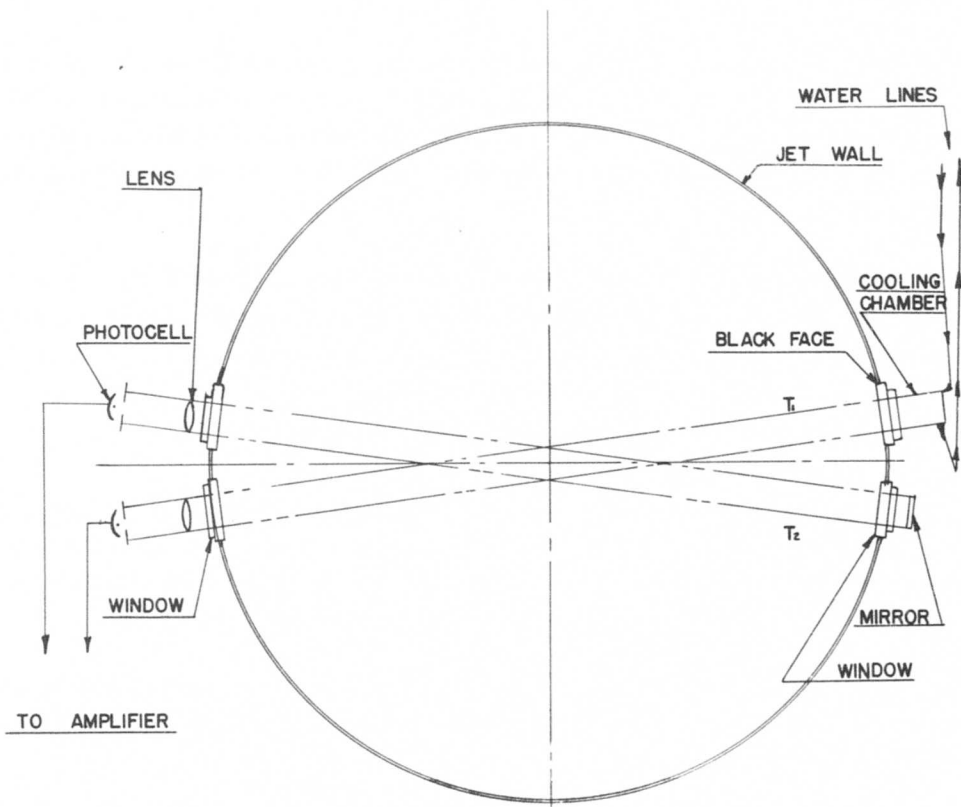 WATER LINES
JET WALL
LENS
COOLING
CHAMBER
PHOTOCELL
BLACK FACE
T₁
T₂
WINDOW
MIRROR
WINDOW
TO AMPLIFIER